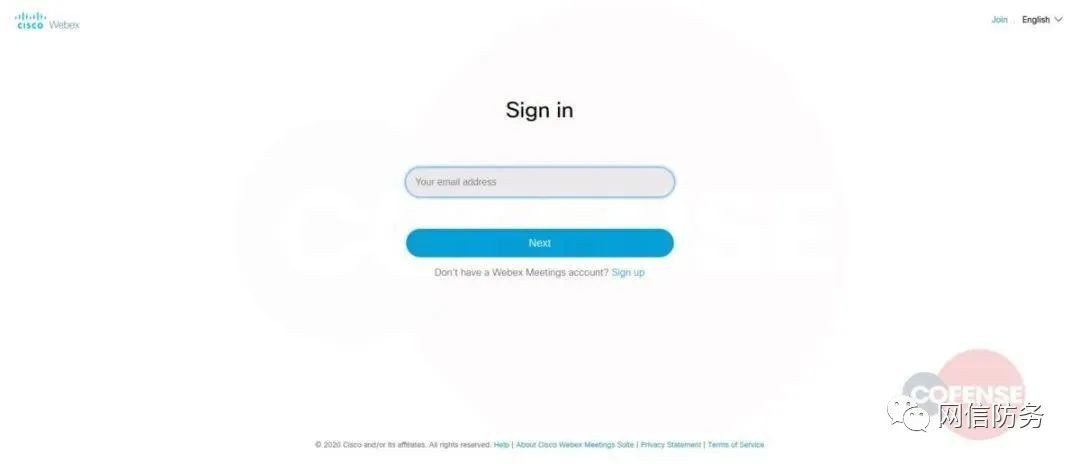 CISCO Webex
Join
English
Sign in
Your email address
Next
Don't have a Webex Meetings account? Sign up
COFENSE
COFENSE
网信防务
© 2020 Cisco and/or its affiliates. All rights reserved. Help | About Cisco Webex Meetings Suite | Privacy Statement | Terms of Service